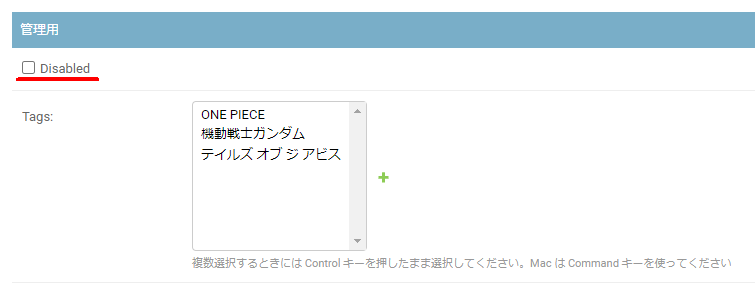 管理用
Disabled
Tags:
ONE PIECE
機動戦士ガンダム
テイルズ オブ ジ アビス
複数選択するときには Control キーを押したまま選択してください。Mac は Command キーを使ってください